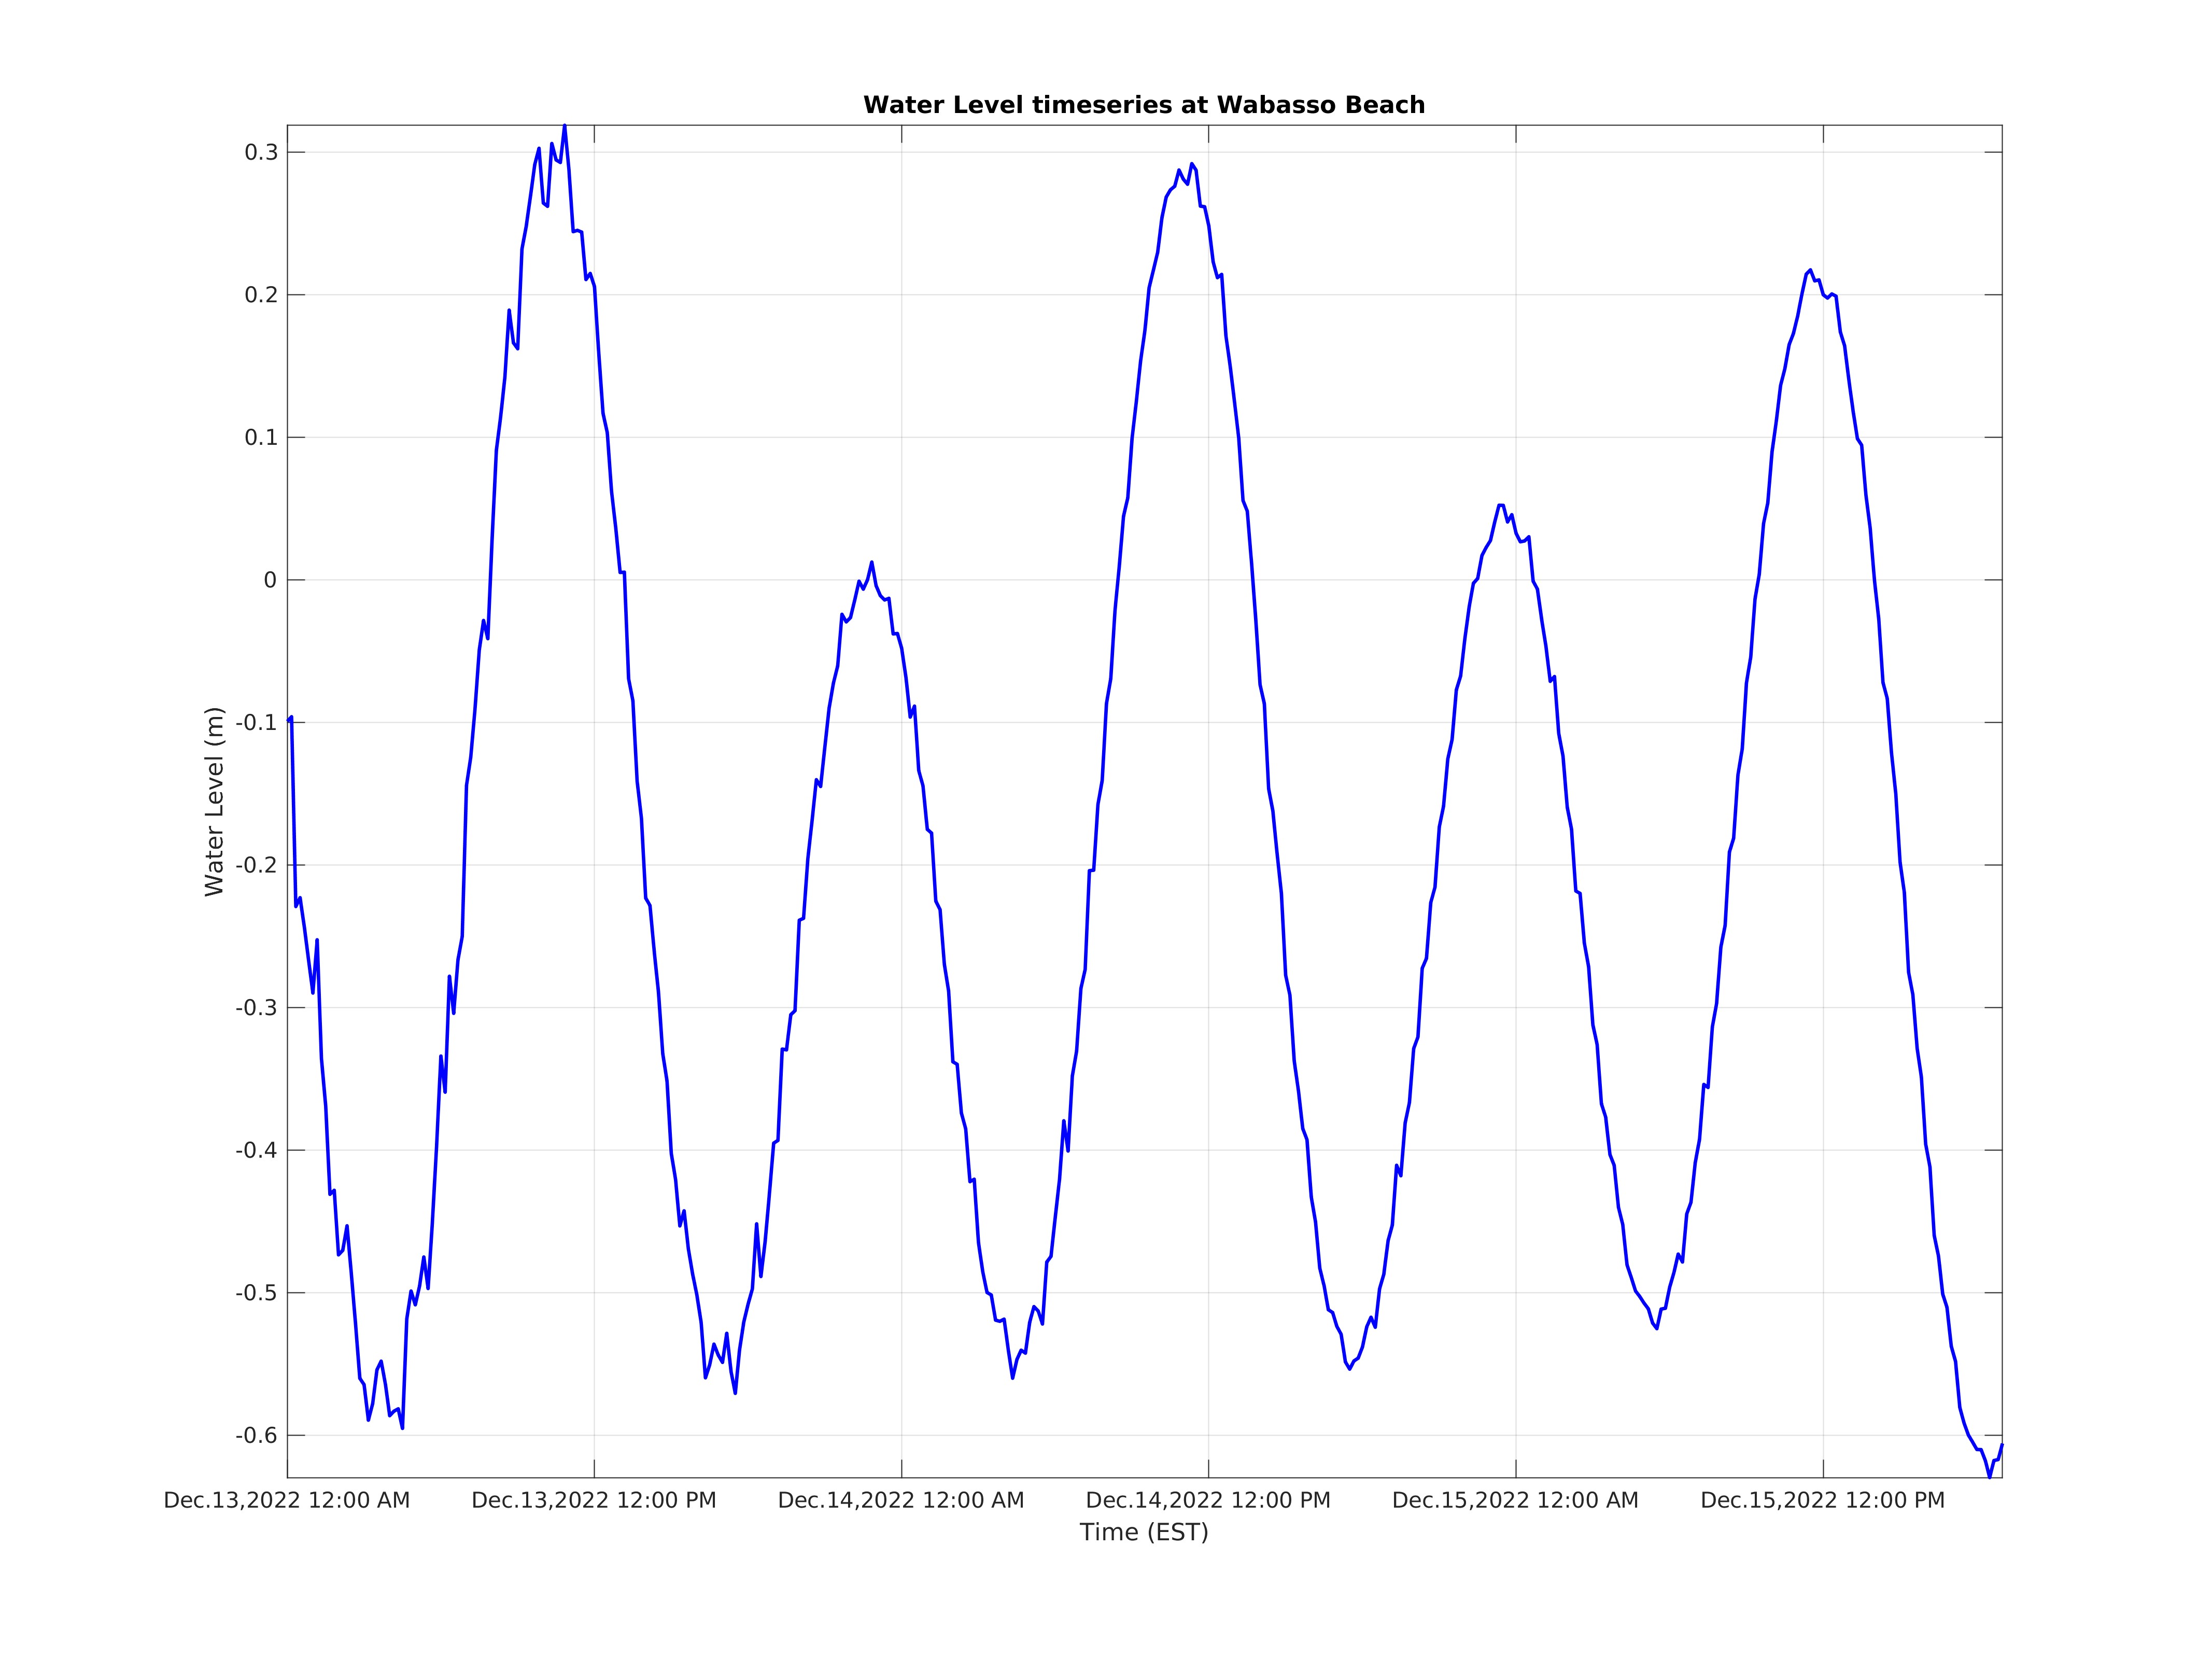 Water Level timeseries at Wabasso Beach
0.3
0.2
0.1
0
-0.1
-0.2
-0.3
-0.4
-0.5
-0.6
Water Level (m)
Dec.13,2022 12:00 AM
Dec.13,2022 12:00 PM
Dec.14,2022 12:00 AM
Dec.14,2022 12:00 PM
Dec.15,2022 12:00 AM
Dec.15,2022 12:00 PM
Time (EST)